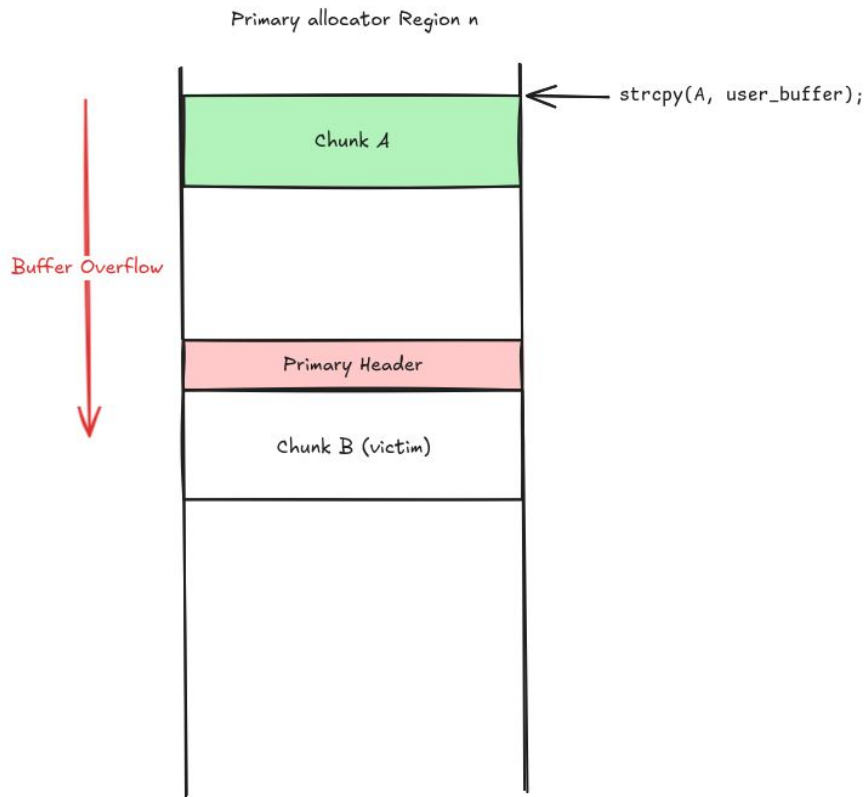 Primary allocator Region n
strcpy(A, user_buffer);
Chunk A
Buffer Overflow
Primary Header
Chunk B (victim)